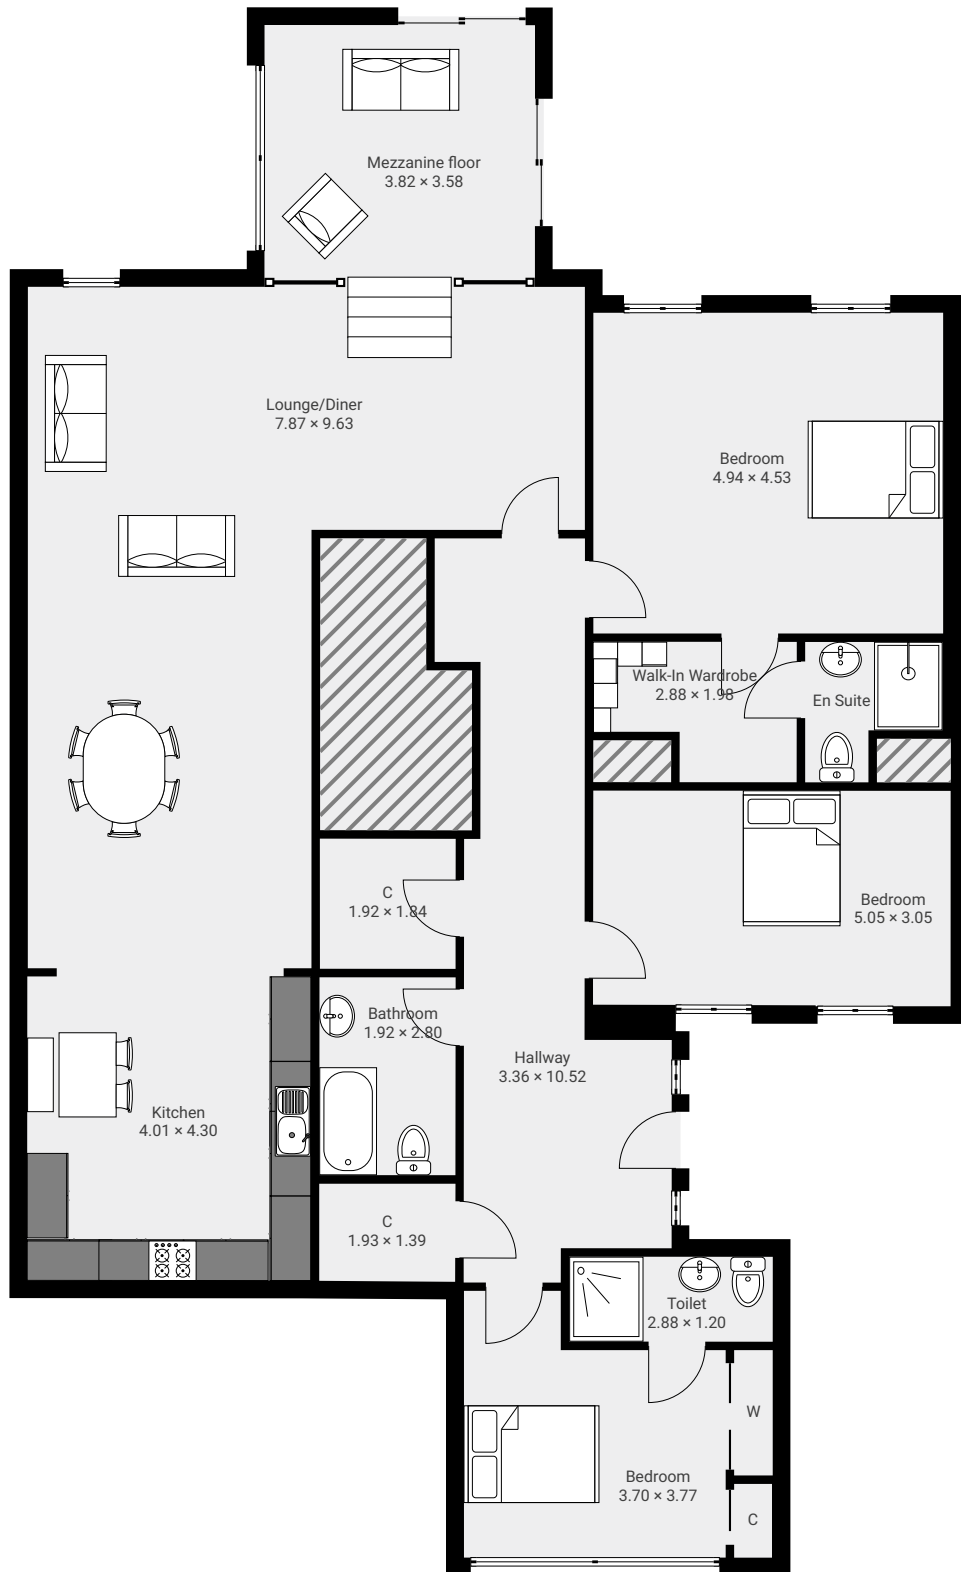 Mezzanine floor
3.82 × 3.58
Lounge/Diner
7.87 × 9.63
Bedroom
4.94 × 4.53
Walk-In Wardrobe
2.88 × 1.98
En Suite
C
1.92 × 1.84
Bedroom
5.05 × 3.05
Bathroom
1.92 × 2.80
Hallway
3.36 × 10.52
Kitchen
4.01 × 4.30
C
1.93 × 1.39
Toilet
2.88 × 1.20
W
Bedroom
3.70 × 3.77
C